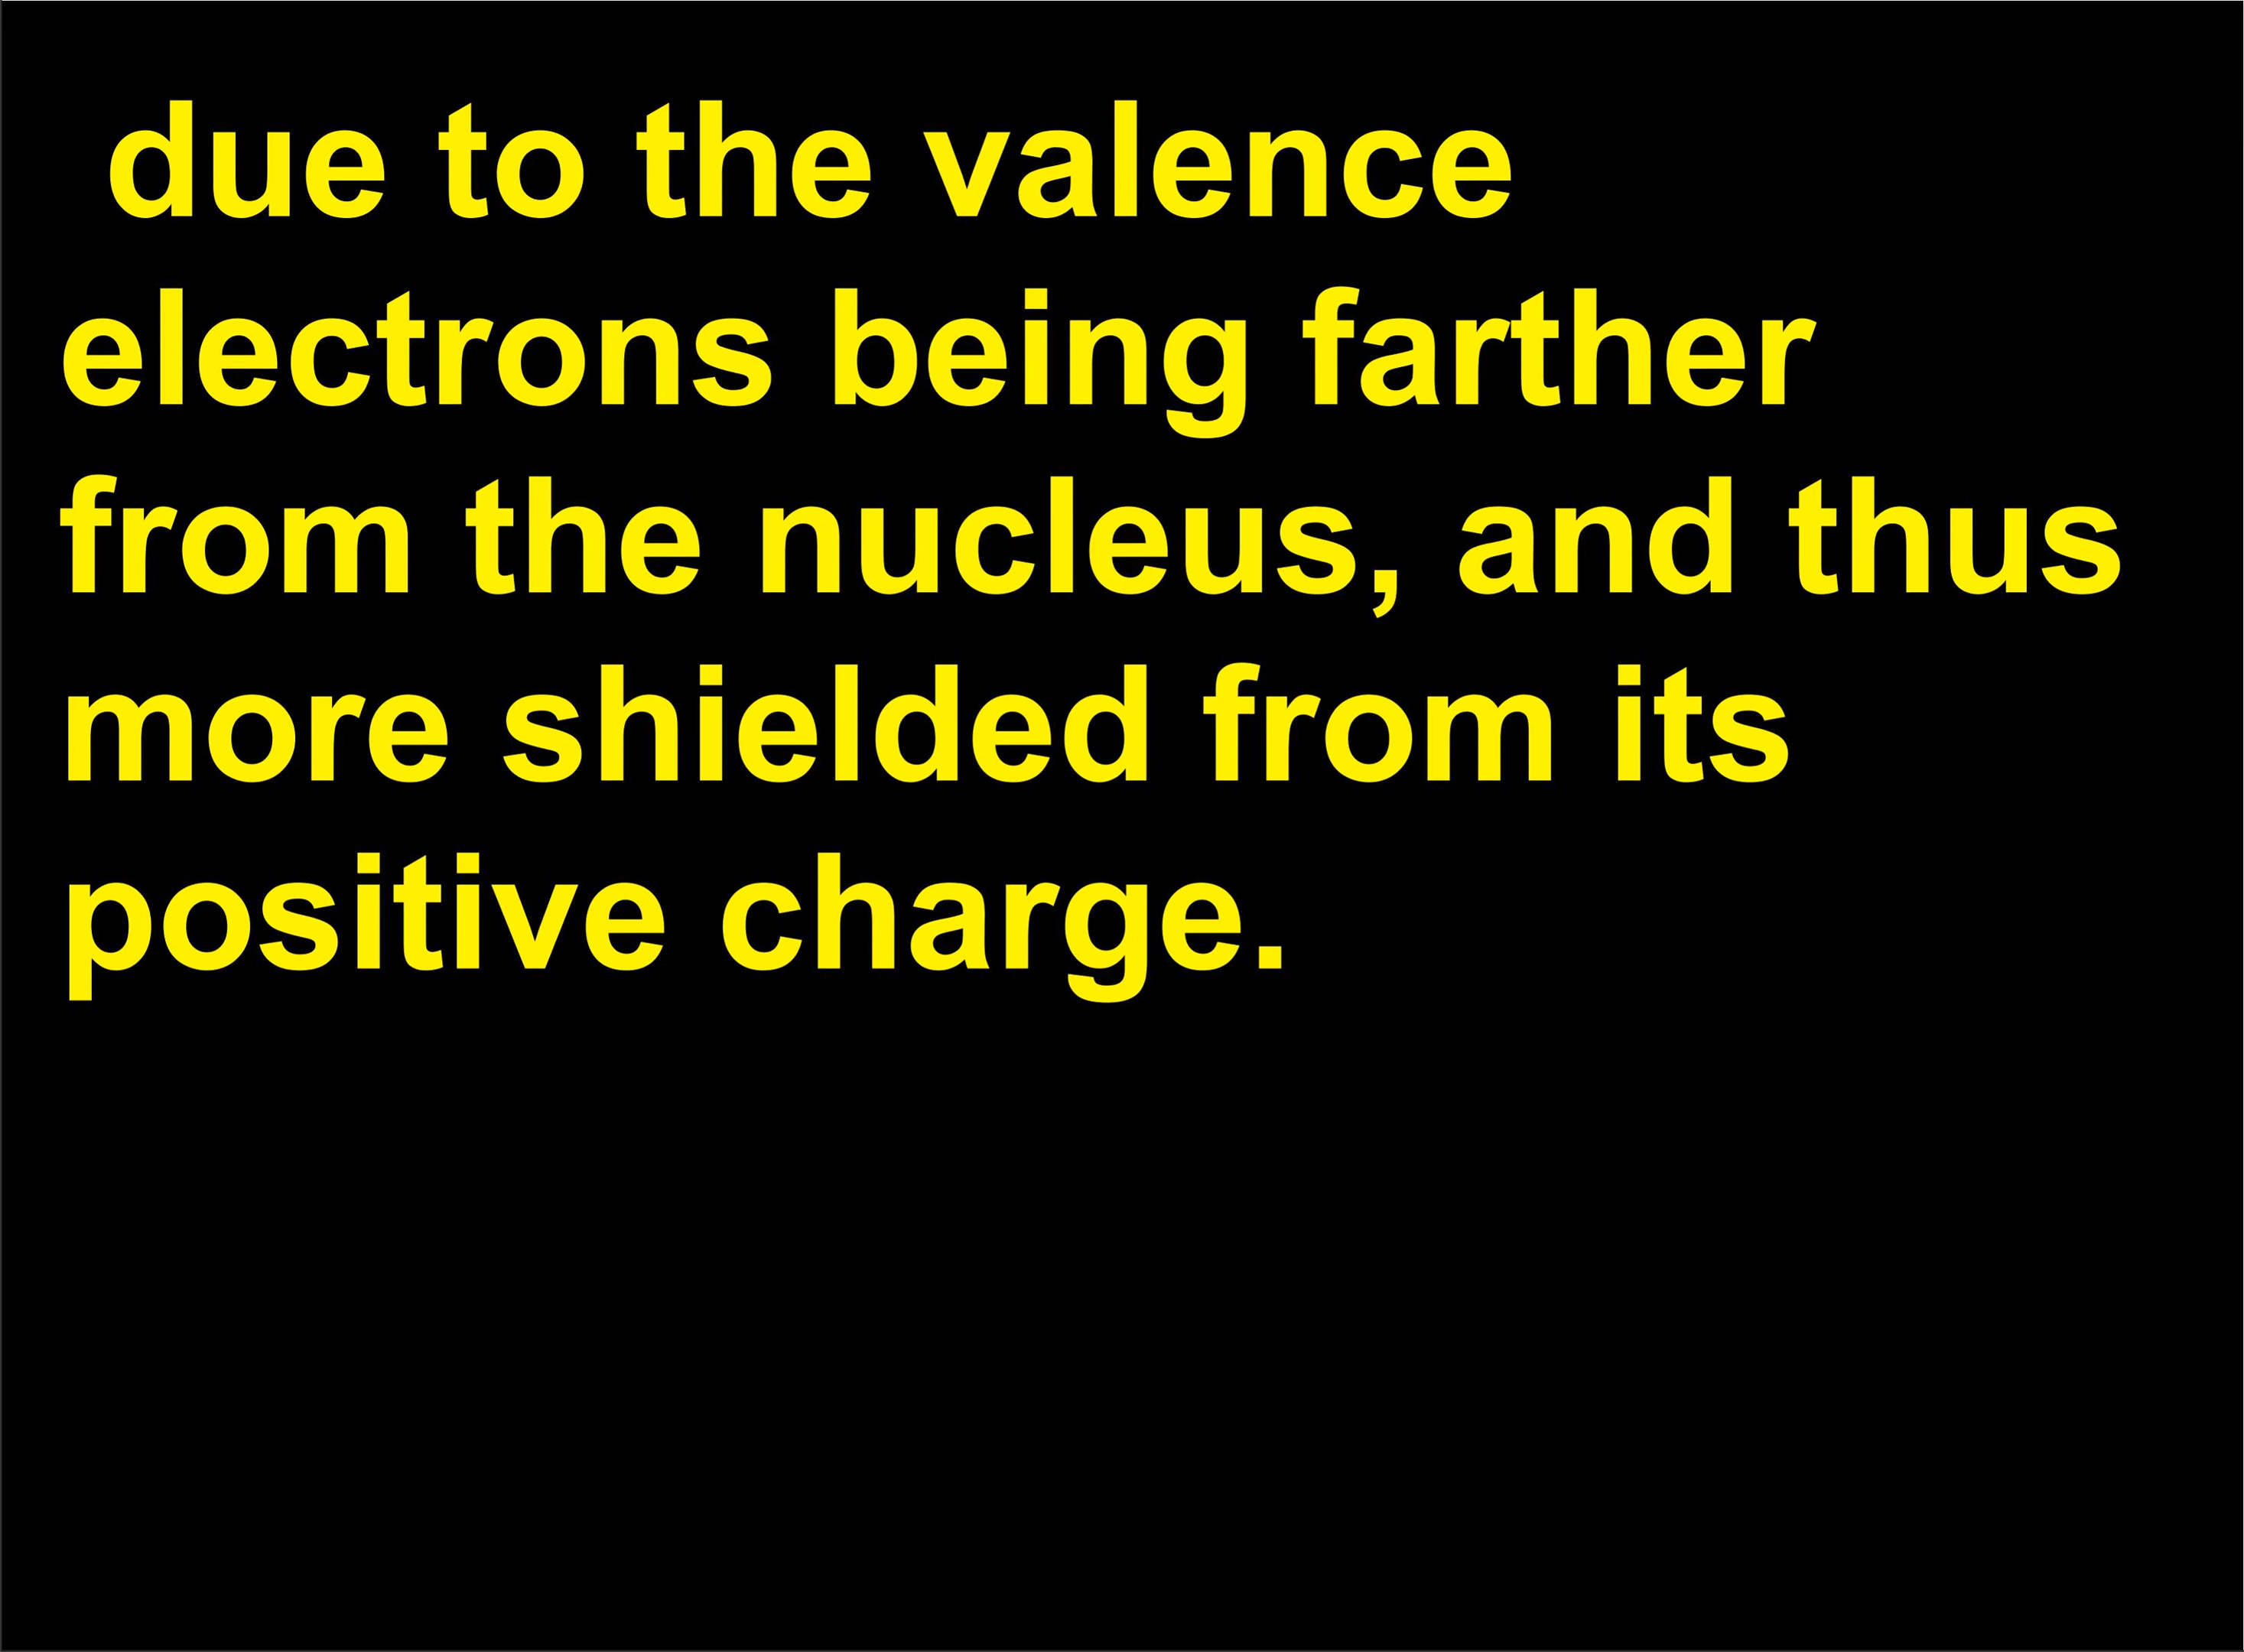 due to the valence
electrons being farther
from the nucleus, and thus
more shielded from its
positive charge.